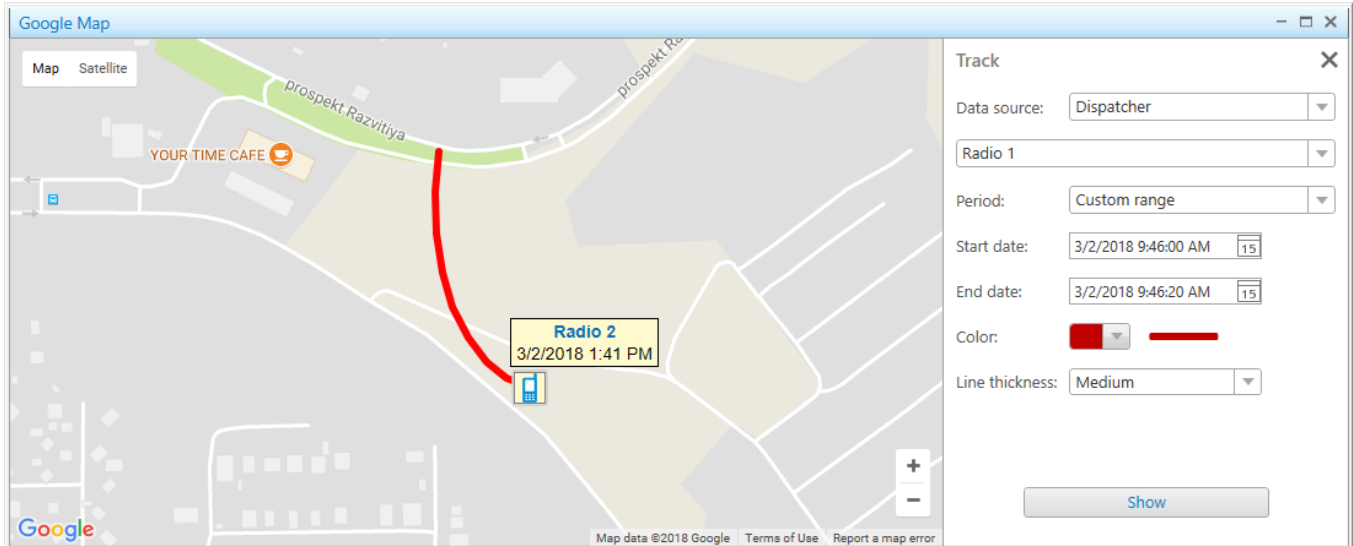 Google Map
Map Satellite
prospekt Razvitiya
prospekt Ra
YOUR TIME CAFE
Radio 2
3/2/2018 1:41 PM
+
−
Google
Map data ©2018 Google Terms of Use Report a map error
Track
Data source: Dispatcher
Radio 1
Period: Custom range
Start date: 3/2/2018 9:46:00 AM 15
End date: 3/2/2018 9:46:20 AM 15
Color:
Line thickness: Medium
Show